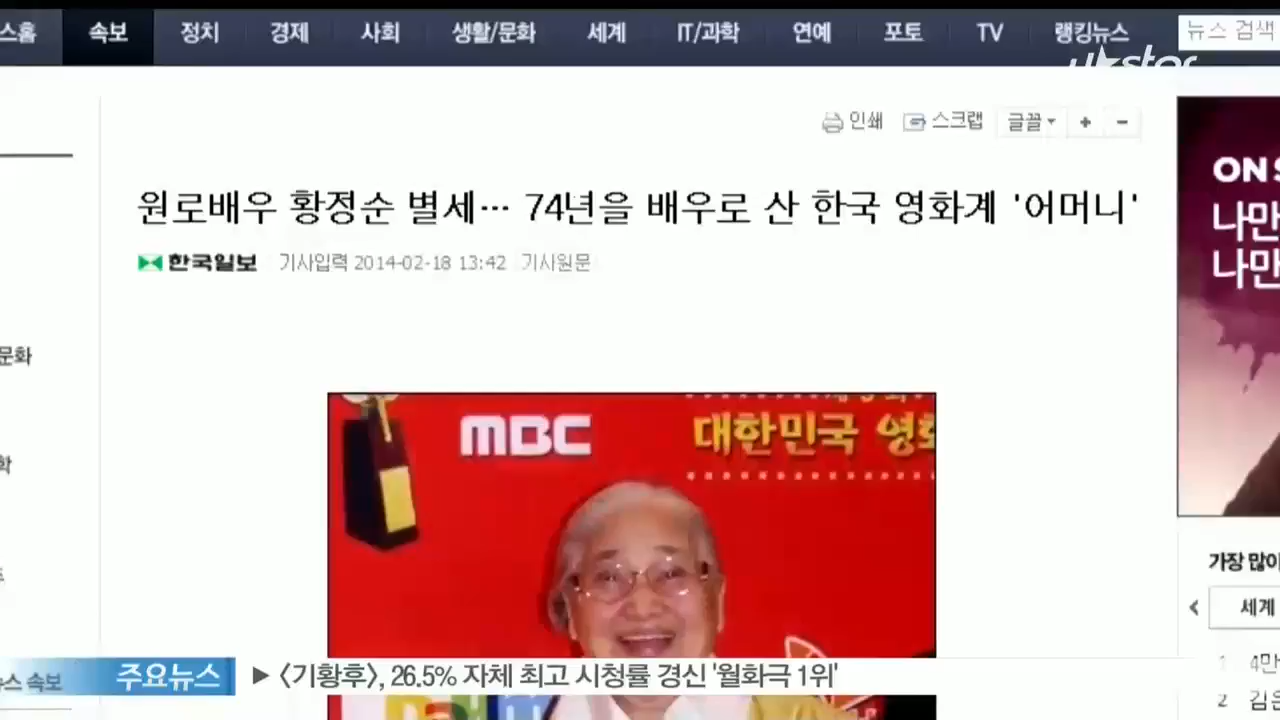 스홈 속보 정치 경제 사회 생활/문화 세계 IT/과학 연예 포토 TV 랭킹뉴스 뉴스 검색
ustar
인쇄 스크랩 글꼴 + -
원로배우 황정순 별세… 74년을 배우로 산 한국 영화계 '어머니'
한국일보 기사입력 2014-02-18 13:42 기사원문
ON
나만
나만
문화
학
MBC
대한민국 영화
가장 많이
세계
1 4만
2 김은
뉴스 속보
주요뉴스 ▶ 〈기황후〉, 26.5% 자체 최고 시청률 경신 '월화극 1위'